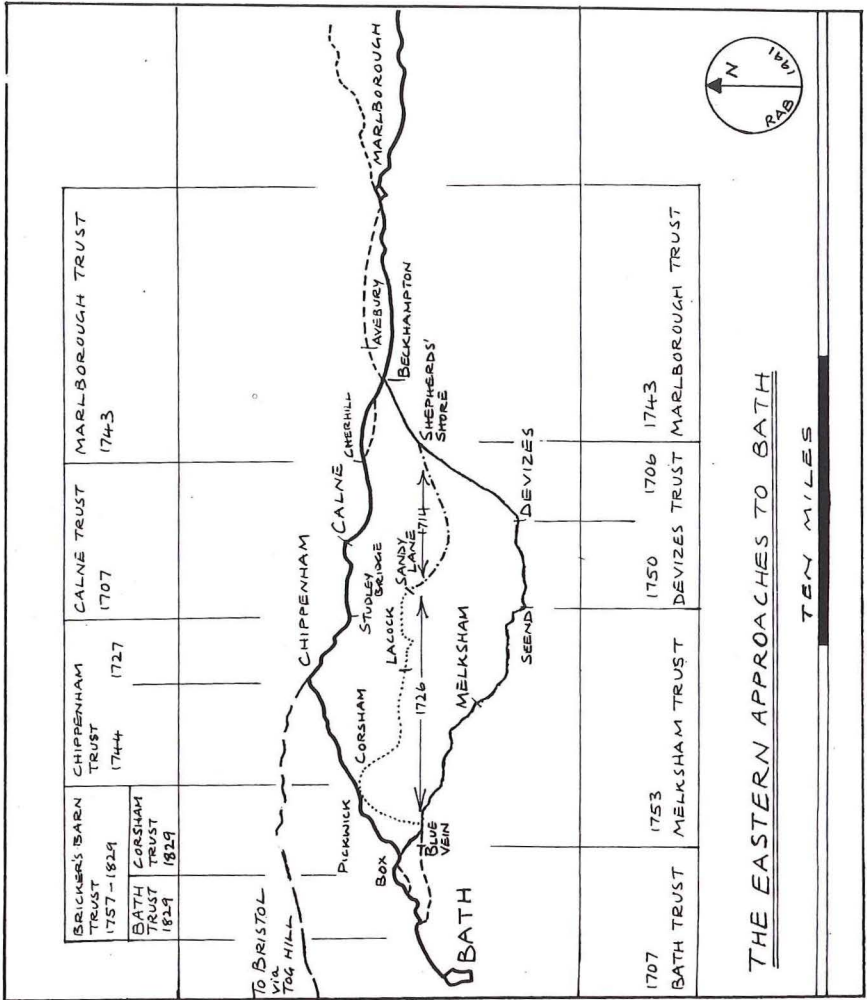 BRICKER'S BARN
TRUST
1757-1829
BATH
TRUST
1829
CORSHAM
TRUST
1829
CHIPPENHAM
TRUST
1744
1727
CALNE TRUST
1707
MARLBOROUGH TRUST
1743
TO BRISTOL
via
TOG HILL
CHIPPENHAM
PICKWICK
CORSHAM
BOX
BLUE
VEIN
BATH
STUDLEY
BRIDGE
CALNE
CHERHILL
LACOCK
SANDY
LANE
1726
1714
AVEBURY
BECKHAMPTON
SHEPHERDS'
SHORE
MARLBOROUGH
MELKSHAM
SEEND
DEVIZES
1707
BATH TRUST
1753
MELKSHAM TRUST
1750
1706
DEVIZES TRUST
1743
MARLBOROUGH TRUST
THE EASTERN APPROACHES TO BATH
TEN MILES
N
RAB 1991